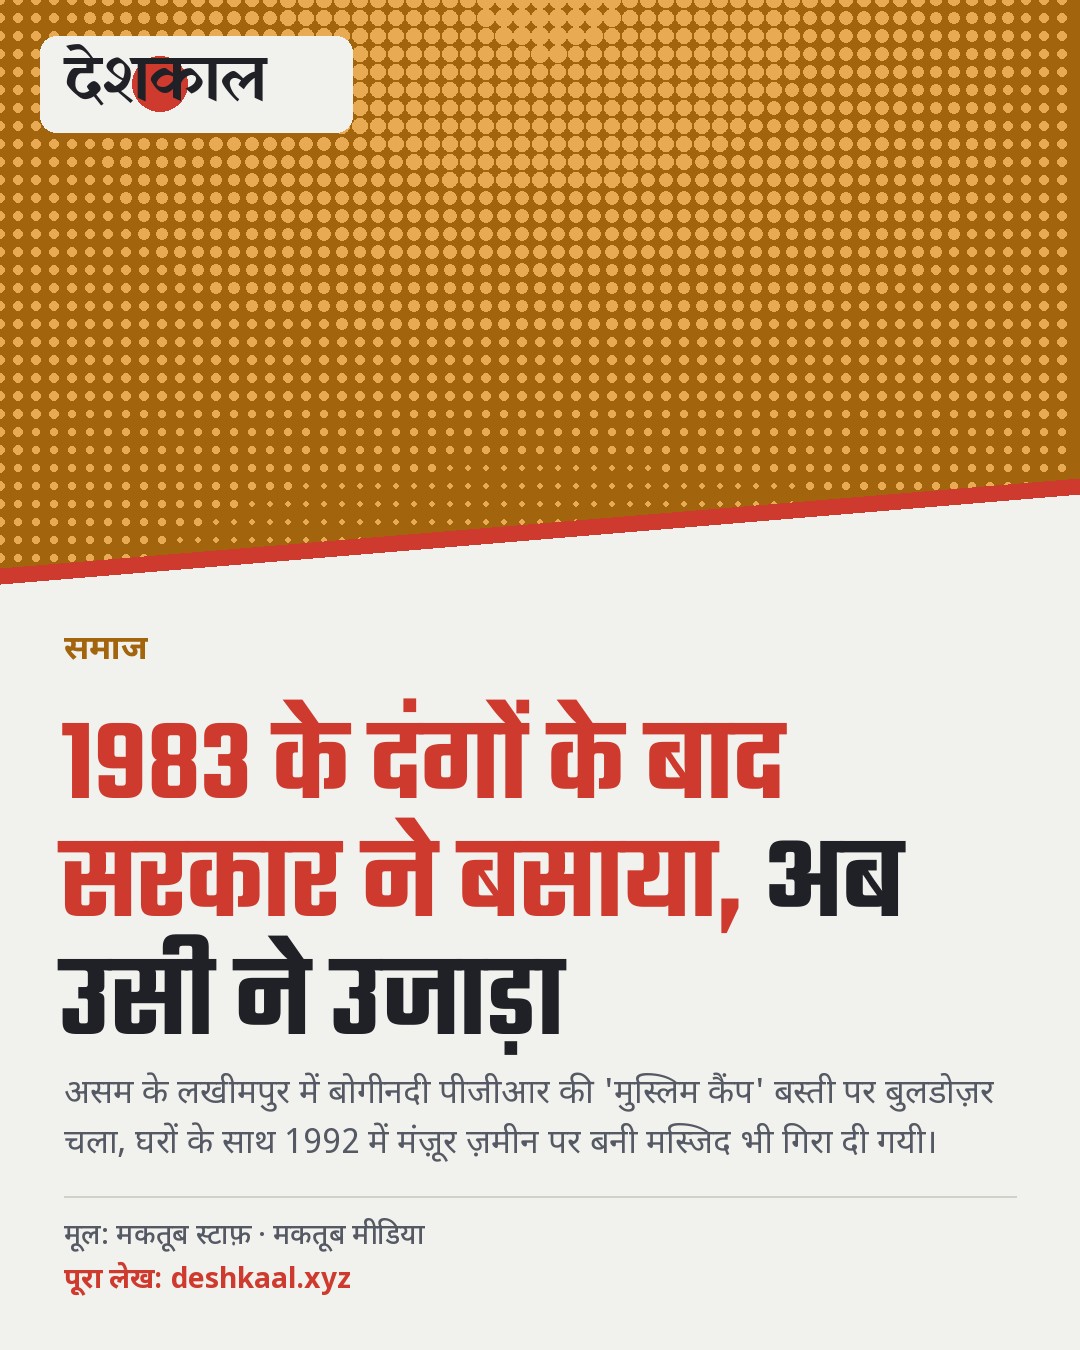 देशकाल
समाज
1983 के दंगों के बाद
सरकार ने बसाया, अब
उसी ने उजाड़ा
असम के लखीमपुर में बोगीनदी पीजीआर की 'मुस्लिम कैंप' बस्ती पर बुलडोज़र
चला, घरों के साथ 1992 में मंज़ूर ज़मीन पर बनी मस्जिद भी गिरा दी गयी।
मूल: मकतूब स्टाफ़ · मकतूब मीडिया
पूरा लेख: deshkaal.xyz